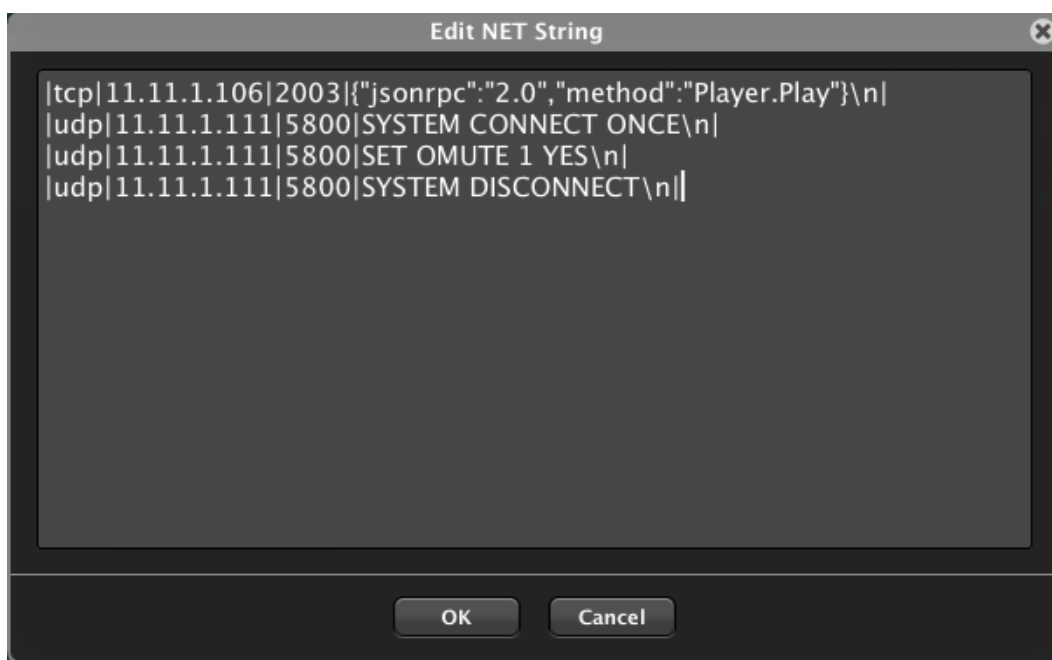 Edit NET String
|tcp|11.11.1.106|2003|{"jsonrpc":"2.0","method":"Player.Play"}\n|
|udp|11.11.1.111|5800|SYSTEM CONNECT ONCE\n|
|udp|11.11.1.111|5800|SET OMUTE 1 YES\n|
|udp|11.11.1.111|5800|SYSTEM DISCONNECT\n|
OK Cancel